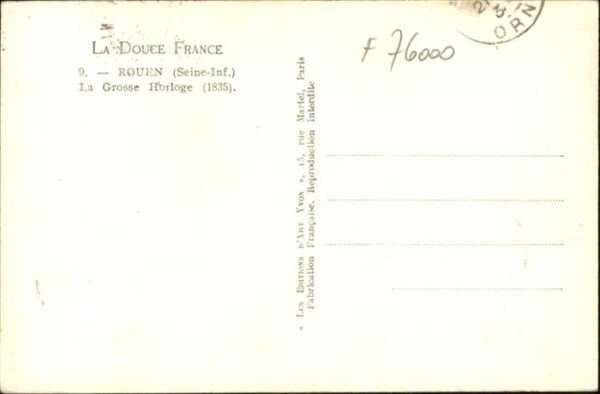 LA DOUCE FRANCE
9. — ROUEN (Seine-Inf.)
La Grosse Horloge (1835).
F 76000
ORN
« LES EDITIONS D'ART YVON », 15, rue Martel, Paris
Fabrication Française. Reproduction interdite